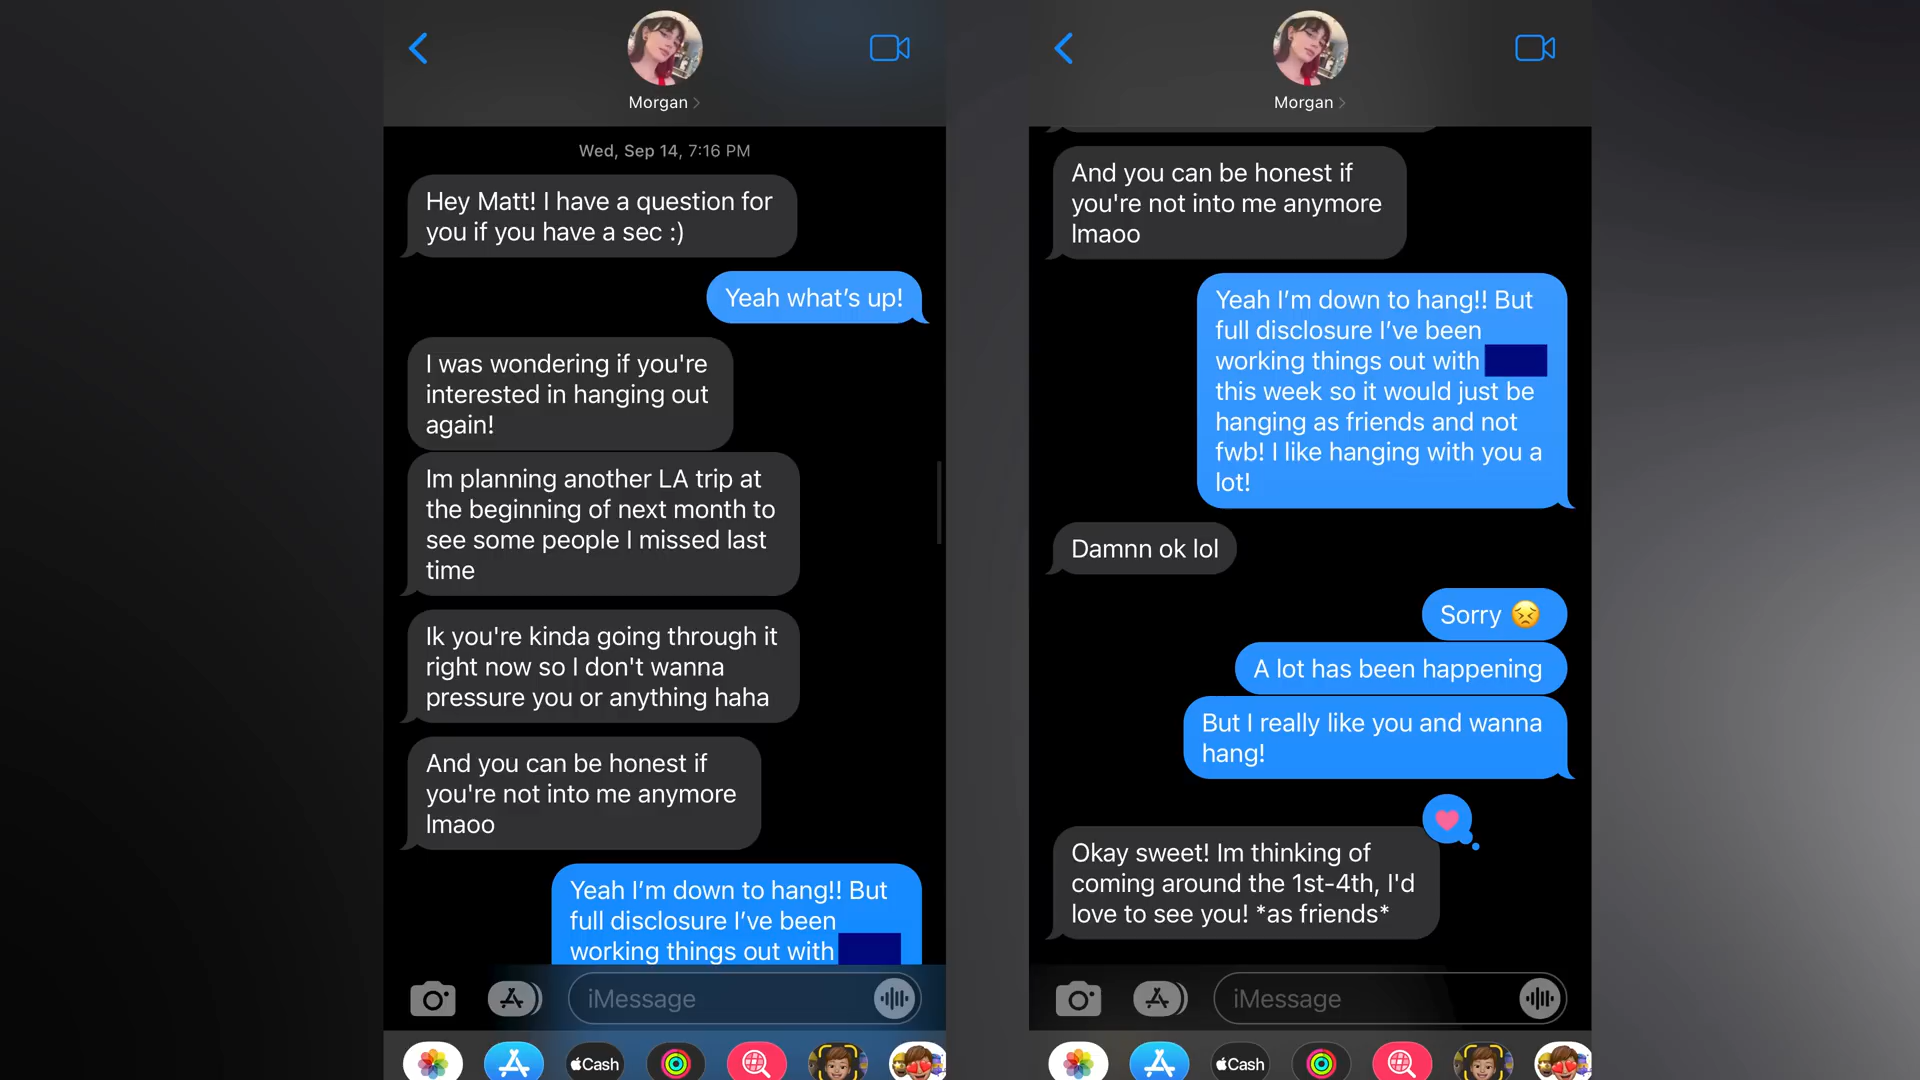 Morgan
Wed, Sep 14, 7:16 PM
Hey Matt! I have a question for
you if you have a sec :)
Yeah what's up!
I was wondering if you're
interested in hanging out
again!
Im planning another LA trip at
the beginning of next month to
see some people I missed last
time
Ik you're kinda going through it
right now so I don't wanna
pressure you or anything haha
And you can be honest if
you're not into me anymore
lmaoo
Yeah I'm down to hang!! But
full disclosure I've been
working things out with
iMessage
Cash
Morgan
And you can be honest if
you're not into me anymore
lmaoo
Yeah I'm down to hang!! But
full disclosure I've been
working things out with
this week so it would just be
hanging as friends and not
fwb! I like hanging with you a
lot!
Damnn ok lol
Sorry 😣
A lot has been happening
But I really like you and wanna
hang!
Okay sweet! Im thinking of
coming around the 1st-4th, I'd
love to see you! *as friends*
iMessage
Cash